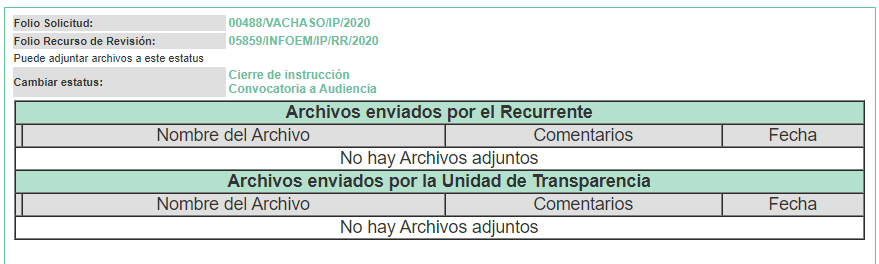 Folio Solicitud: 00488/VACHASO/IP/2020
Folio Recurso de Revisión: 05859/INFOEM/IP/RR/2020
Puede adjuntar archivos a este estatus
Cambiar estatus: Cierre de instrucción
Convocatoria a Audiencia
Archivos enviados por el Recurrente
Nombre del Archivo Comentarios Fecha
No hay Archivos adjuntos
Archivos enviados por la Unidad de Transparencia
Nombre del Archivo Comentarios Fecha
No hay Archivos adjuntos